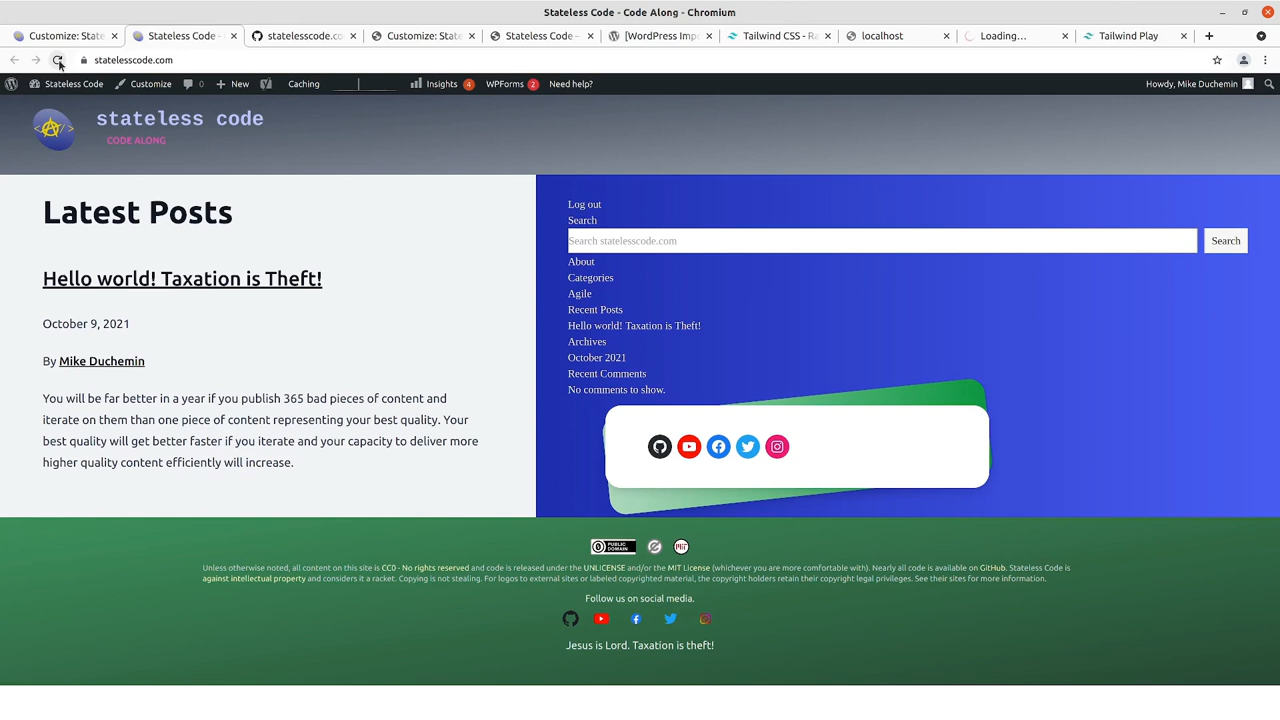 Stateless Code - Code Along - Chromium
Customize: State
Stateless Code -
statelesscode.co
Customize: State
Stateless Code –
[WordPress Impo
Tailwind CSS - Ra
localhost
Loading…
Tailwind Play
statelesscode.com
Stateless Code
Customize
0
New
Caching
Insights 4
WPForms 2
Need help?
Howdy, Mike Duchemin
</A/>
stateless code
CODE ALONG
Latest Posts
Hello world! Taxation is Theft!
October 9, 2021
By Mike Duchemin
You will be far better in a year if you publish 365 bad pieces of content and
iterate on them than one piece of content representing your best quality. Your
best quality will get better faster if you iterate and your capacity to deliver more
higher quality content efficiently will increase.
Log out
Search
Search statelesscode.com
Search
About
Categories
Agile
Recent Posts
Hello world! Taxation is Theft!
Archives
October 2021
Recent Comments
No comments to show.
PUBLIC DOMAIN
MIT
Unless otherwise noted, all content on this site is CC0 - No rights reserved and code is released under the UNLICENSE and/or the MIT License (whichever you are more comfortable with). Nearly all code is available on GitHub. Stateless Code is
against intellectual property and considers it a racket. Copying is not stealing. For logos to external sites or labeled copyrighted material, the copyright holders retain their copyright legal privileges. See their sites for more information.
Follow us on social media.
Jesus is Lord. Taxation is theft!